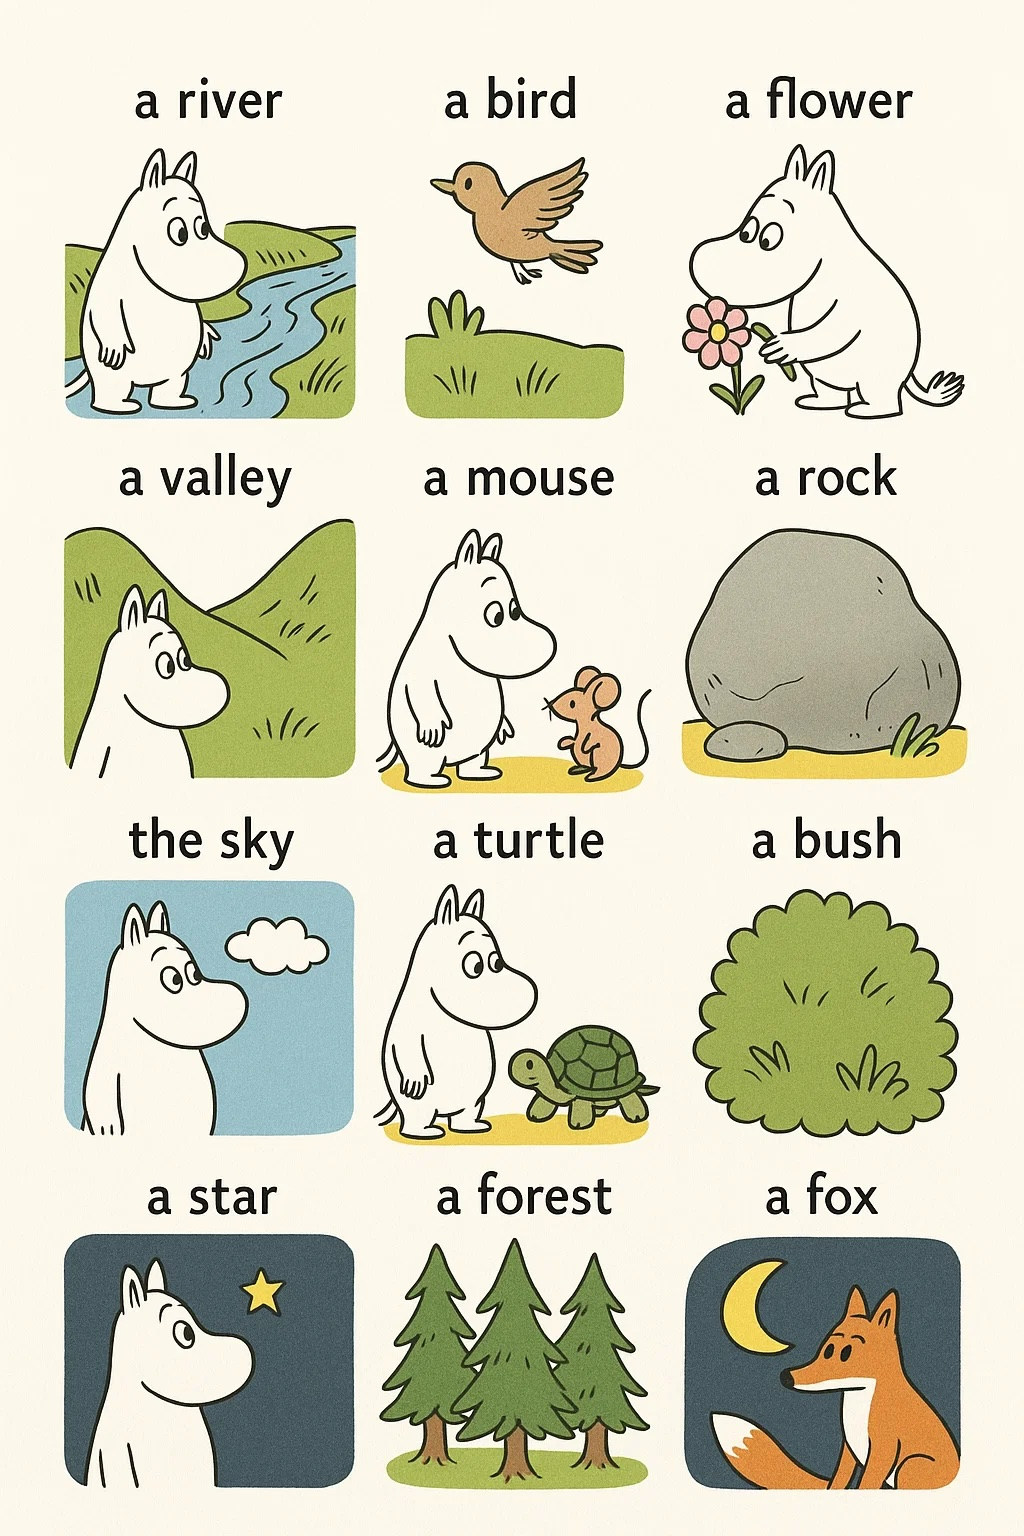 a river
a bird
a flower
a valley
a mouse
a rock
the sky
a turtle
a bush
a star
a forest
a fox